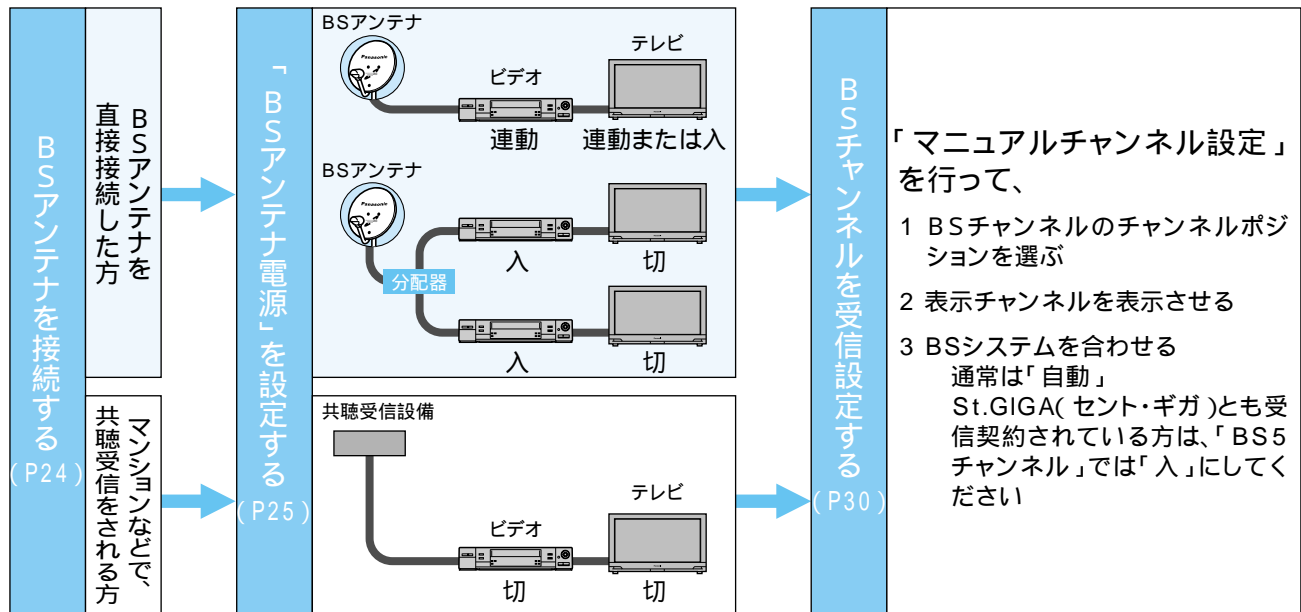 BSアンテナを接続する
(P24)
BSアンテナを
直接接続した方
マンションなどで、
共聴受信をされる方
「BSアンテナ電源」を設定する
(P25)
BSアンテナ
Panasonic
ビデオ
テレビ
連動
連動または入
BSアンテナ
Panasonic
分配器
入
切
入
切
共聴受信設備
ビデオ
テレビ
切
切
BSチャンネルを受信設定する
(P30)
「マニュアルチャンネル設定」
を行って、
1 BSチャンネルのチャンネルポジ
ションを選ぶ
2 表示チャンネルを表示させる
3 BSシステムを合わせる
通常は「自動」
St.GIGA(セント・ギガ)とも受
信契約されている方は、「BS5
チャンネル」では「入」にしてく
ださい